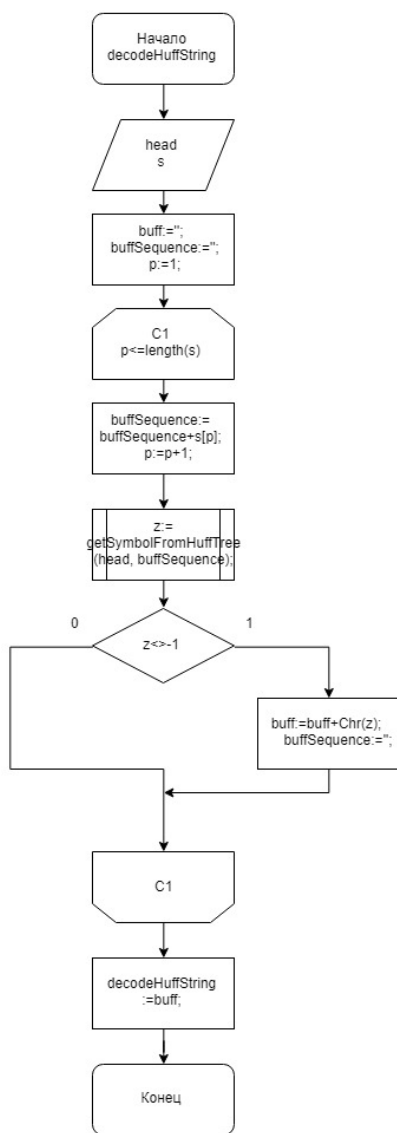 Начало
decodeHuffString
head
s
buff:='';
buffSequence:='';
p:=1;
C1
p<=length(s)
buffSequence:=
buffSequence+s[p];
p:=p+1;
z:=
getSymbolFromHuffTree
(head, buffSequence);
0
z<>-1
1
buff:=buff+Chr(z);
buffSequence:='';
C1
decodeHuffString
:=buff;
Конец